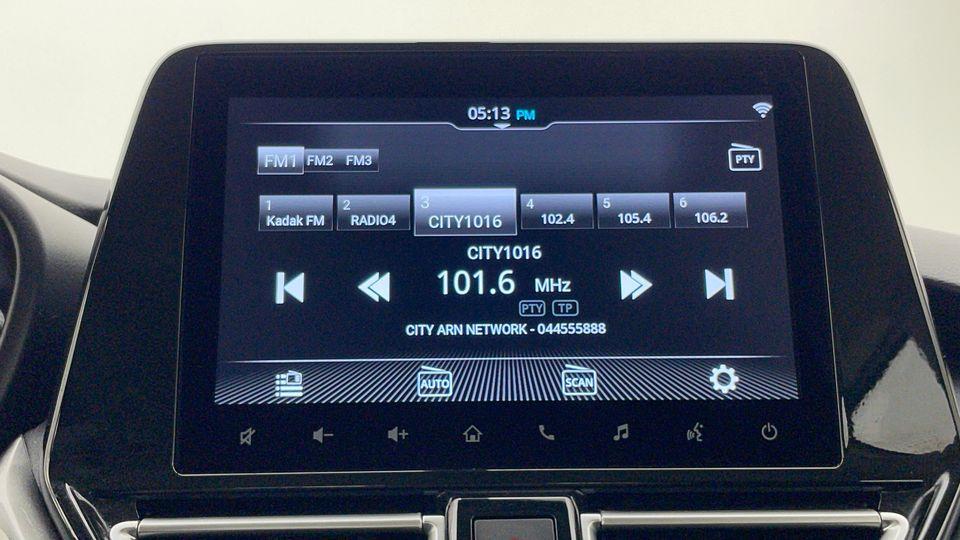 05:13 PM
FM1 FM2 FM3
PTY
1 Kadak FM
2 RADIO4
3 CITY1016
4 102.4
5 105.4
6 106.2
CITY1016
101.6 MHz
PTY TP
CITY ARN NETWORK - 044555888
AUTO
SCAN